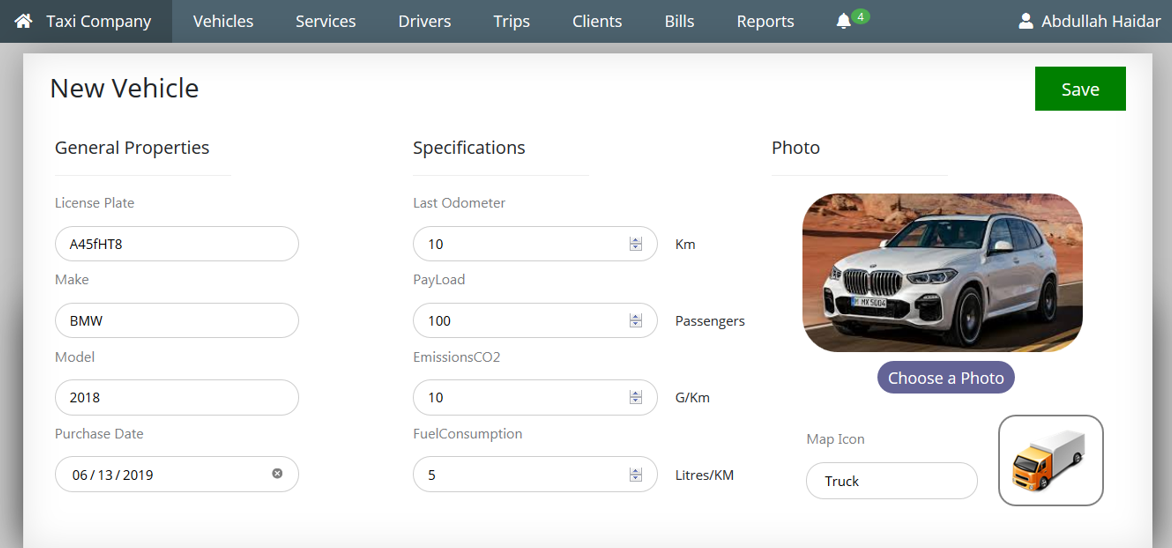 Taxi Company Vehicles Services Drivers Trips Clients Bills Reports 4 Abdullah Haidar
New Vehicle Save
General Properties
License Plate
A45fHT8
Make
BMW
Model
2018
Purchase Date
06 / 13 / 2019
Specifications
Last Odometer
10 Km
PayLoad
100 Passengers
EmissionsCO2
10 G/Km
FuelConsumption
5 Litres/KM
Photo
M MX5004
Choose a Photo
Map Icon
Truck